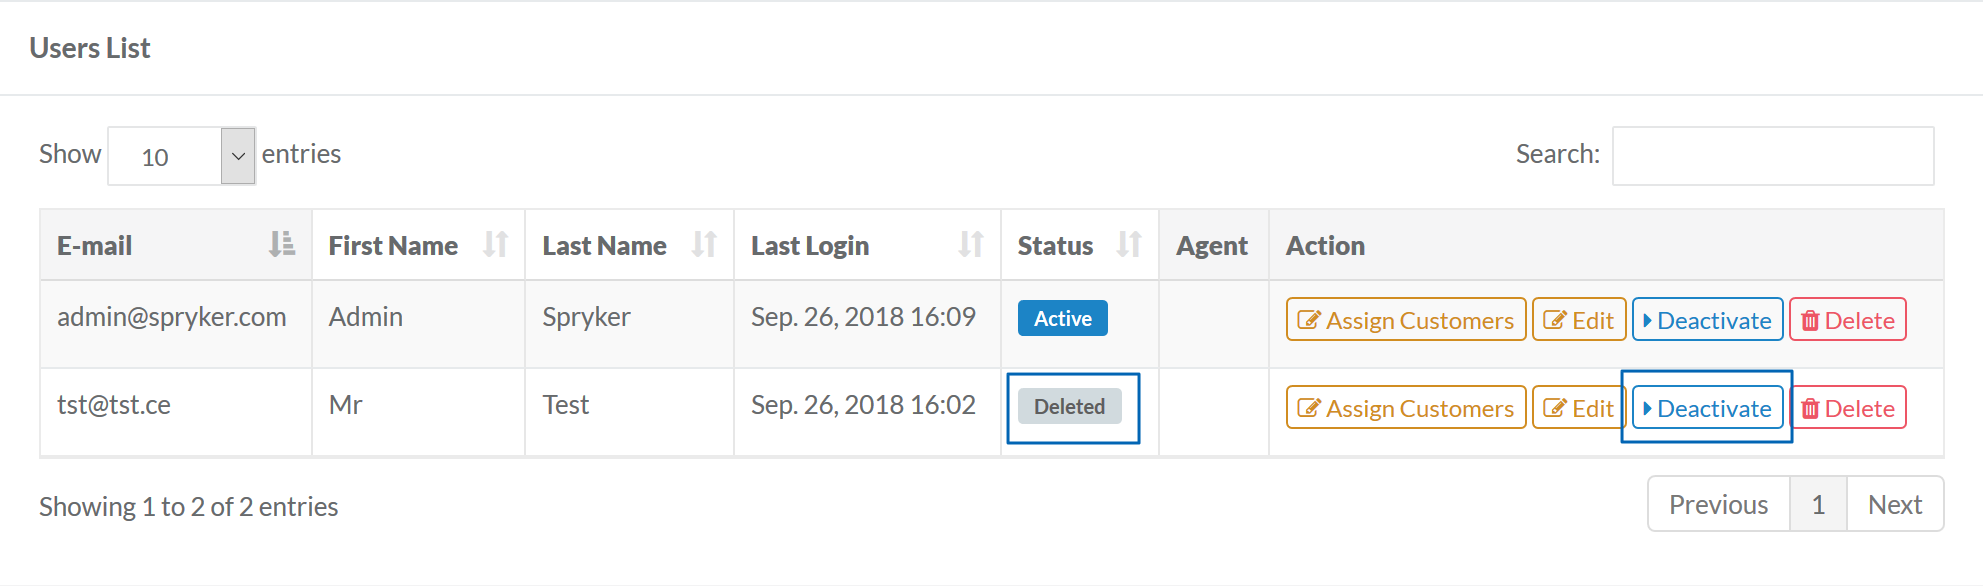 Users List
Show 10 entries Search:
E-mail First Name Last Name Last Login Status Agent Action
admin@spryker.com Admin Spryker Sep. 26, 2018 16:09 Active Assign Customers Edit Deactivate Delete
tst@tst.ce Mr Test Sep. 26, 2018 16:02 Deleted Assign Customers Edit Deactivate Delete
Showing 1 to 2 of 2 entries Previous 1 Next